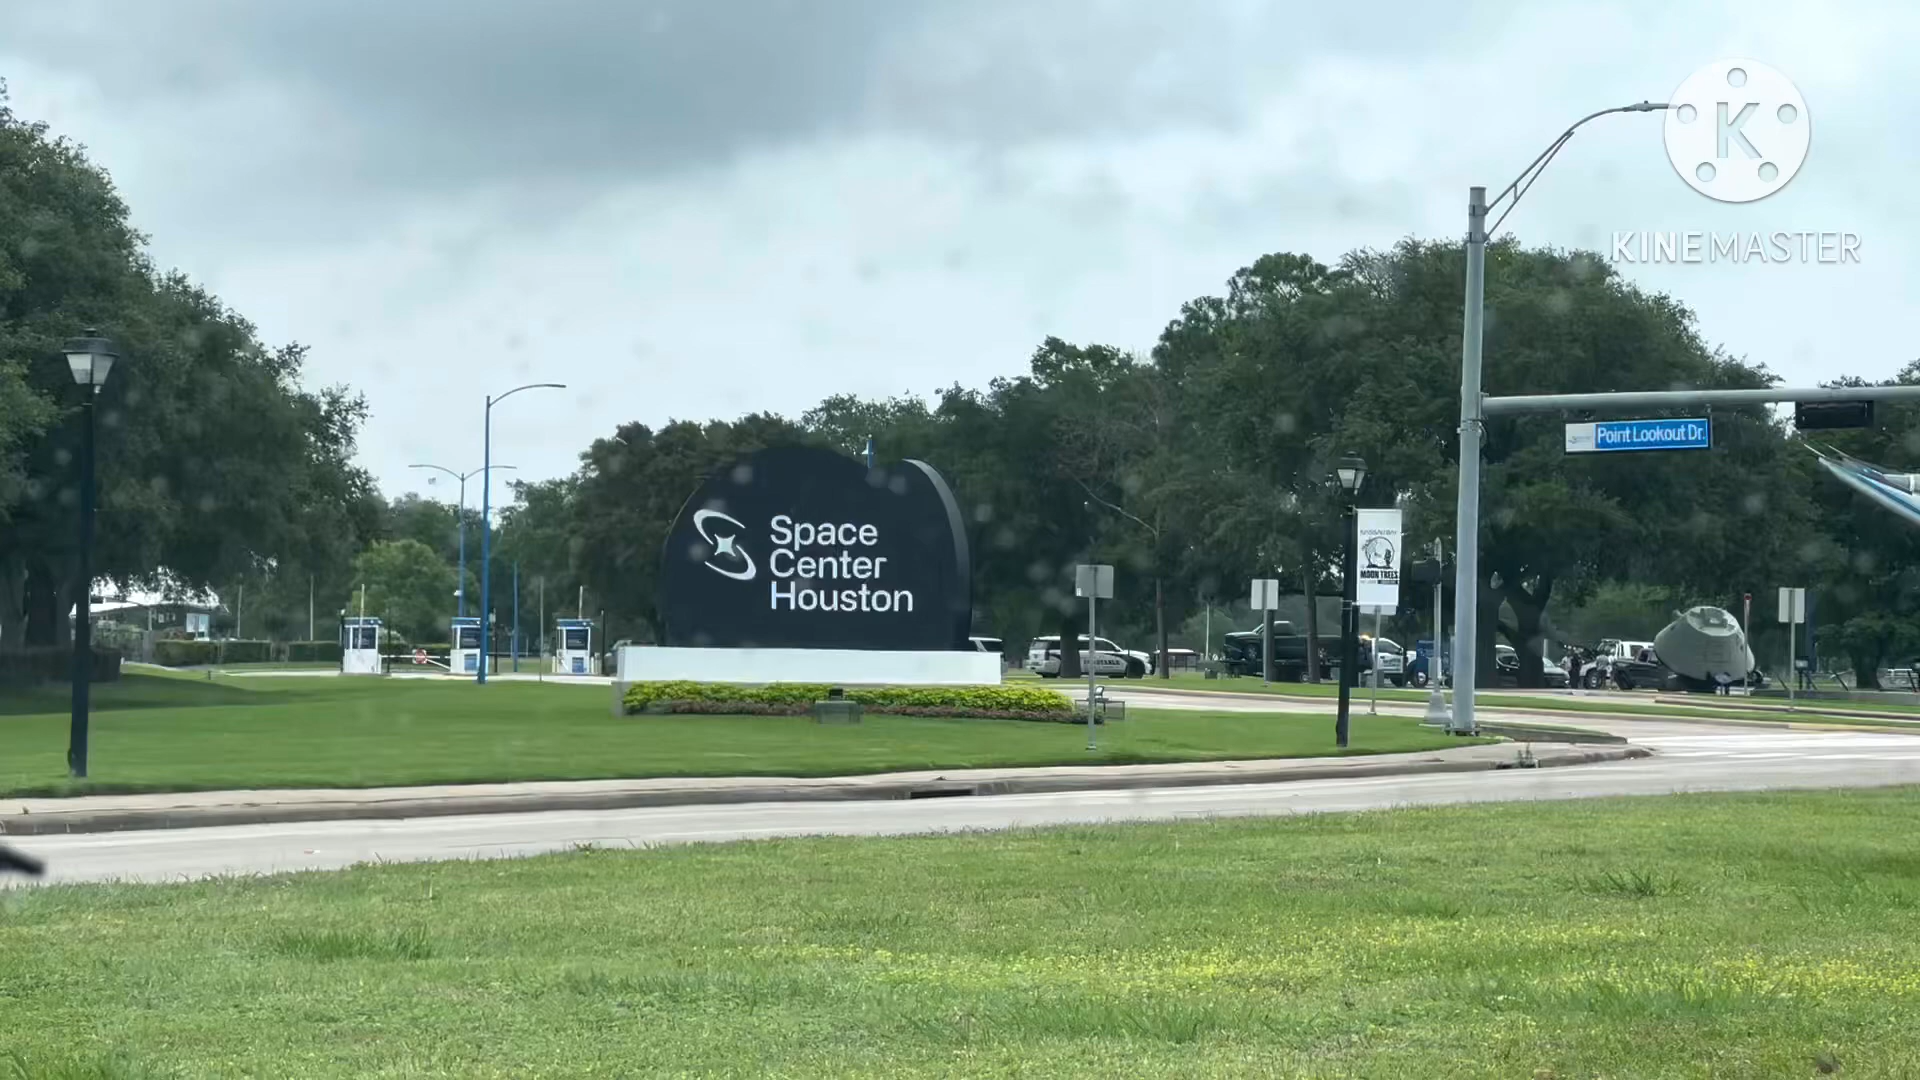 K
KINEMASTER
Point Lookout Dr.
Space
Center
Houston
MOON TREES